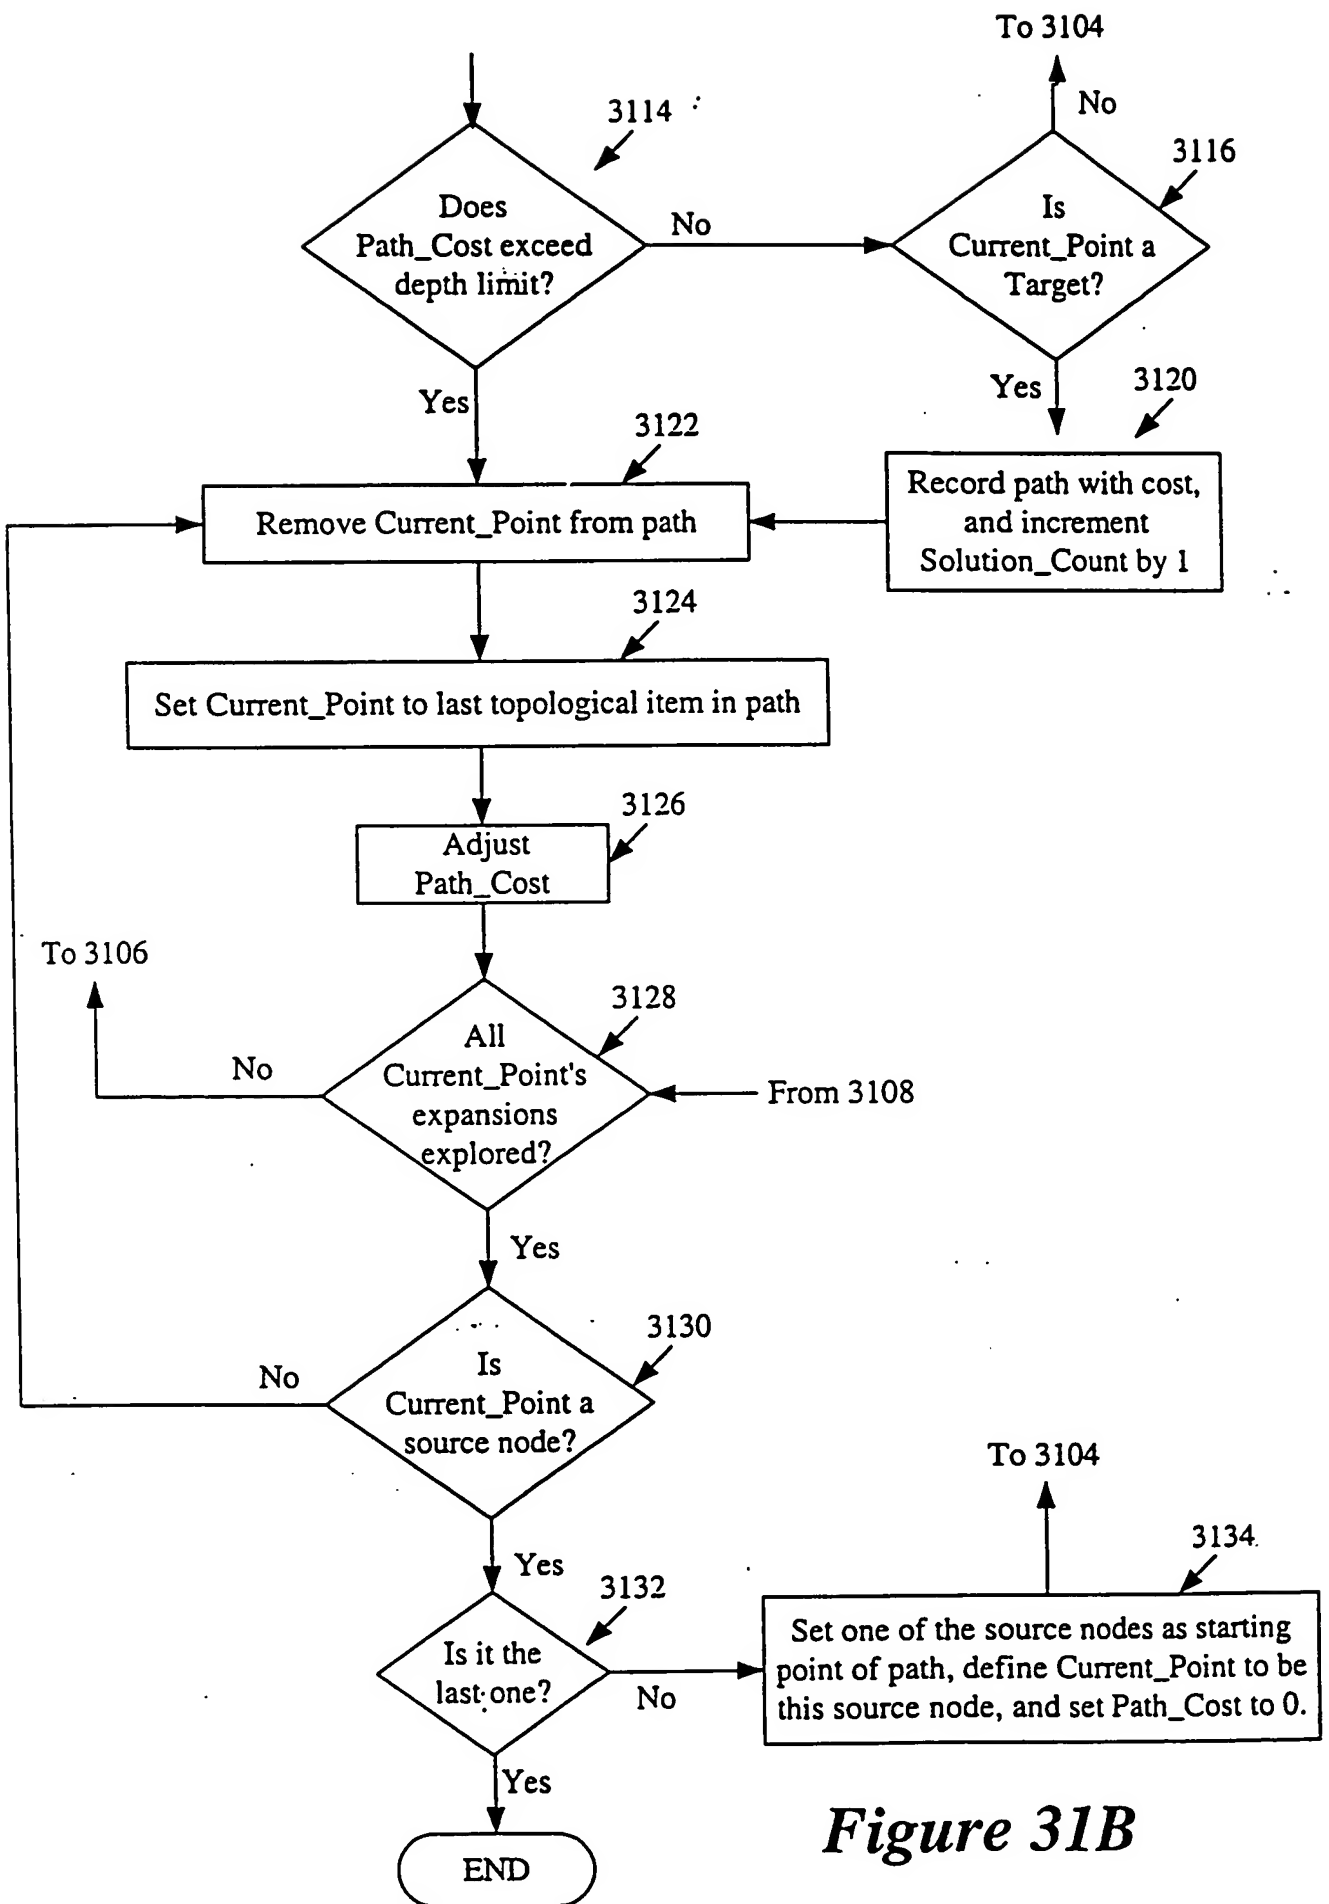 To 3104
No
3114
3116
Does
Path_Cost exceed
depth limit?
No
Is
Current_Point a
Target?
Yes
Yes
3120
3122
Remove Current_Point from path
Record path with cost,
and increment
Solution_Count by 1
3124
Set Current_Point to last topological item in path
3126
Adjust
Path_Cost
To 3106
3128
All
Current_Point's
expansions
explored?
No
From 3108
Yes
3130
Is
Current_Point a
source node?
No
To 3104
Yes
3132
3134
Is it the
last one?
No
Set one of the source nodes as starting
point of path, define Current_Point to be
this source node, and set Path_Cost to 0.
Yes
END
Figure 31B